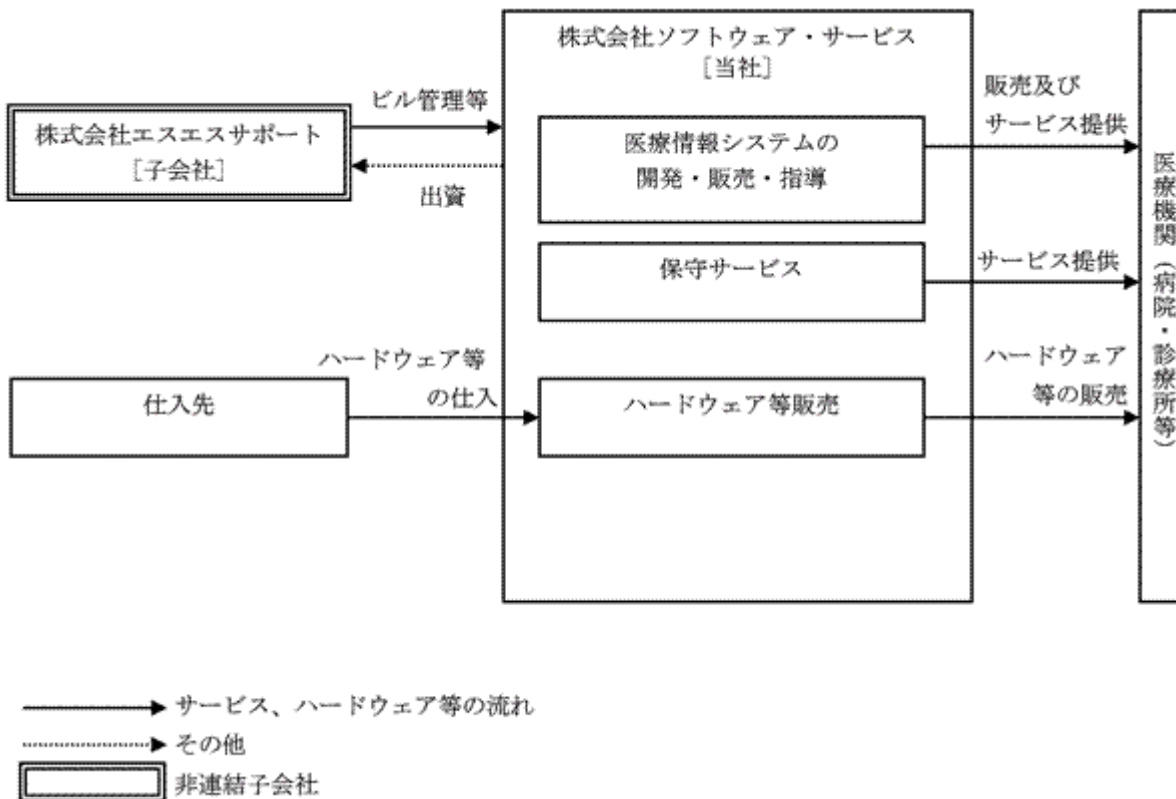 株式会社ソフトウェア・サービス
[当社]
ビル管理等
株式会社エスエスサポート
[子会社]
出資
医療情報システムの
開発・販売・指導
販売及び
サービス提供
保守サービス
サービス提供
ハードウェア等
の仕入
仕入先
ハードウェア等販売
ハードウェア
等の販売
医療機関(病院・診療所等)
サービス、ハードウェア等の流れ
その他
非連結子会社